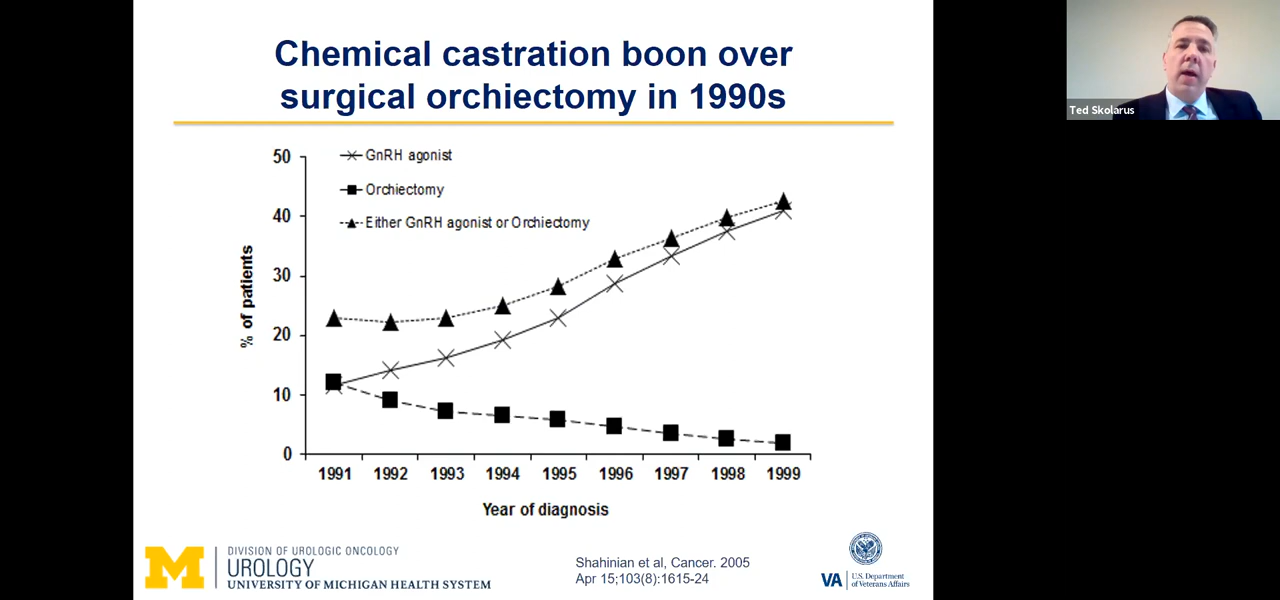 Chemical castration boon over
surgical orchiectomy in 1990s
Ted Skolarus
50
40
30
20
10
0
% of patients
GnRH agonist
Orchiectomy
Either GnRH agonist or Orchiectomy
1991 1992 1993 1994 1995 1996 1997 1998 1999
Year of diagnosis
M
DIVISION OF UROLOGIC ONCOLOGY
UROLOGY
UNIVERSITY OF MICHIGAN HEALTH SYSTEM
Shahinian et al, Cancer. 2005
Apr 15;103(8):1615-24
VA
U.S. Department
of Veterans Affairs